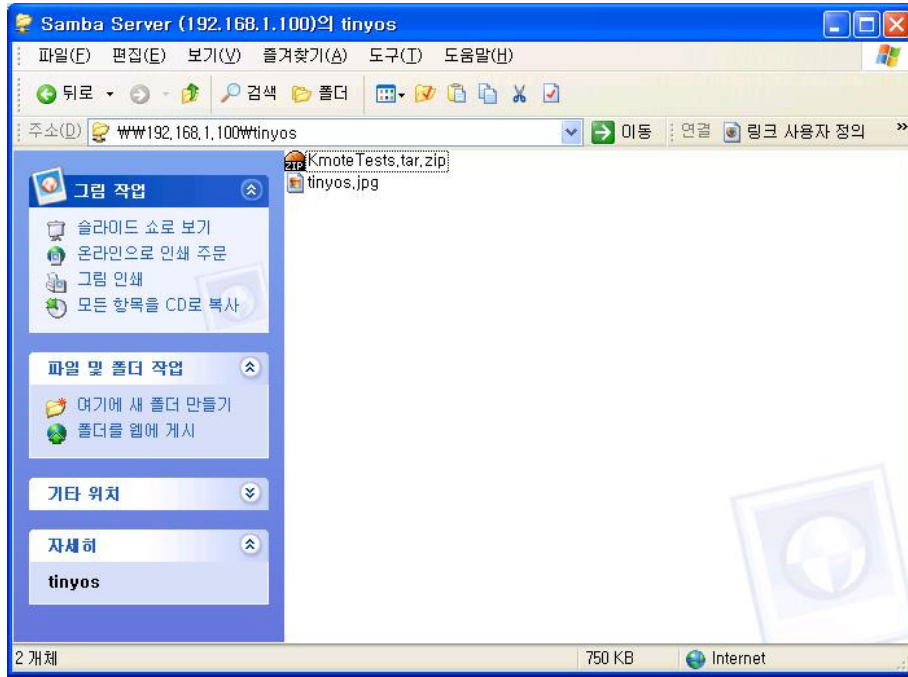 Samba Server (192.168.1.100)의 tinyos
파일(F) 편집(E) 보기(V) 즐겨찾기(A) 도구(T) 도움말(H)
뒤로 검색 폴더
주소(D) ₩₩192.168.1.100₩tinyos 이동 연결 링크 사용자 정의 »
ZIP KmoteTests.tar.zip
tinyos.jpg
그림 작업
슬라이드 쇼로 보기
온라인으로 인쇄 주문
그림 인쇄
모든 항목을 CD로 복사
파일 및 폴더 작업
여기에 새 폴더 만들기
폴더를 웹에 게시
기타 위치
자세히
tinyos
2 개체 750 KB Internet